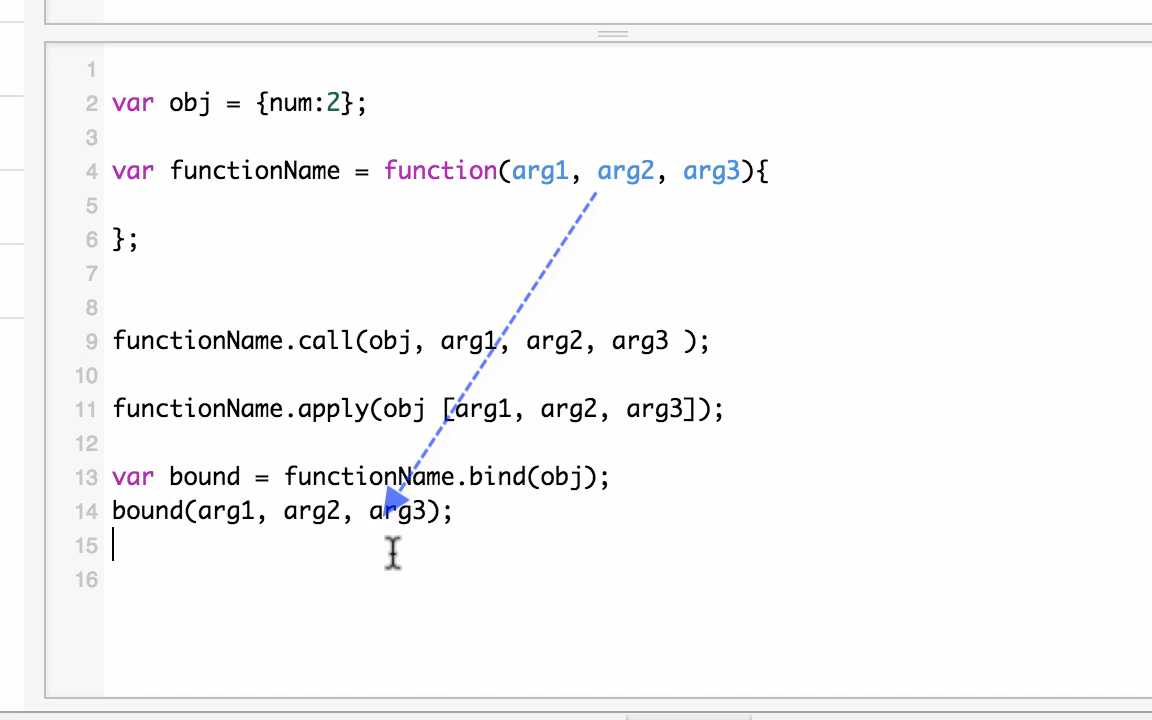 1
2 var obj = {num:2};
3
4 var functionName = function(arg1, arg2, arg3){
5
6 };
7
8
9 functionName.call(obj, arg1, arg2, arg3 );
10
11 functionName.apply(obj [arg1, arg2, arg3]);
12
13 var bound = functionName.bind(obj);
14 bound(arg1, arg2, arg3);
15
16